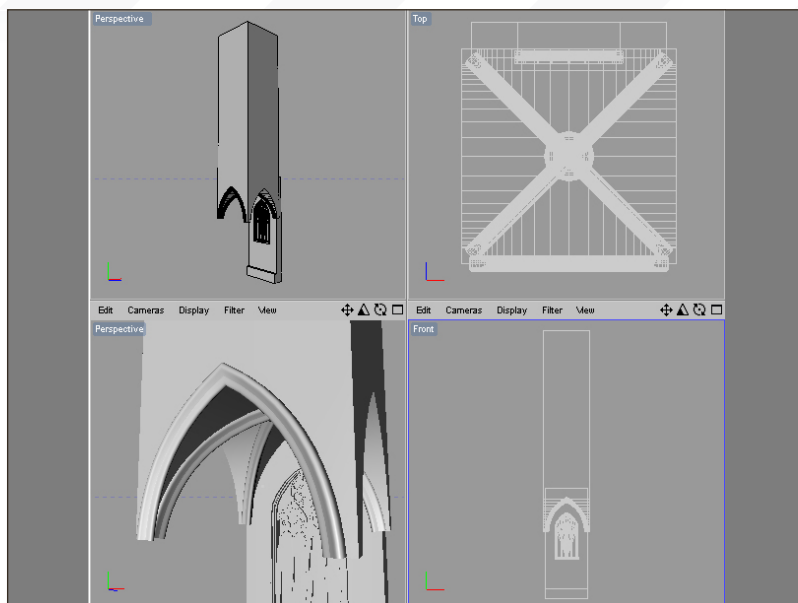 Perspective
Top
Edit Cameras Display Filter View
Edit Cameras Display Filter View
Perspective
Front